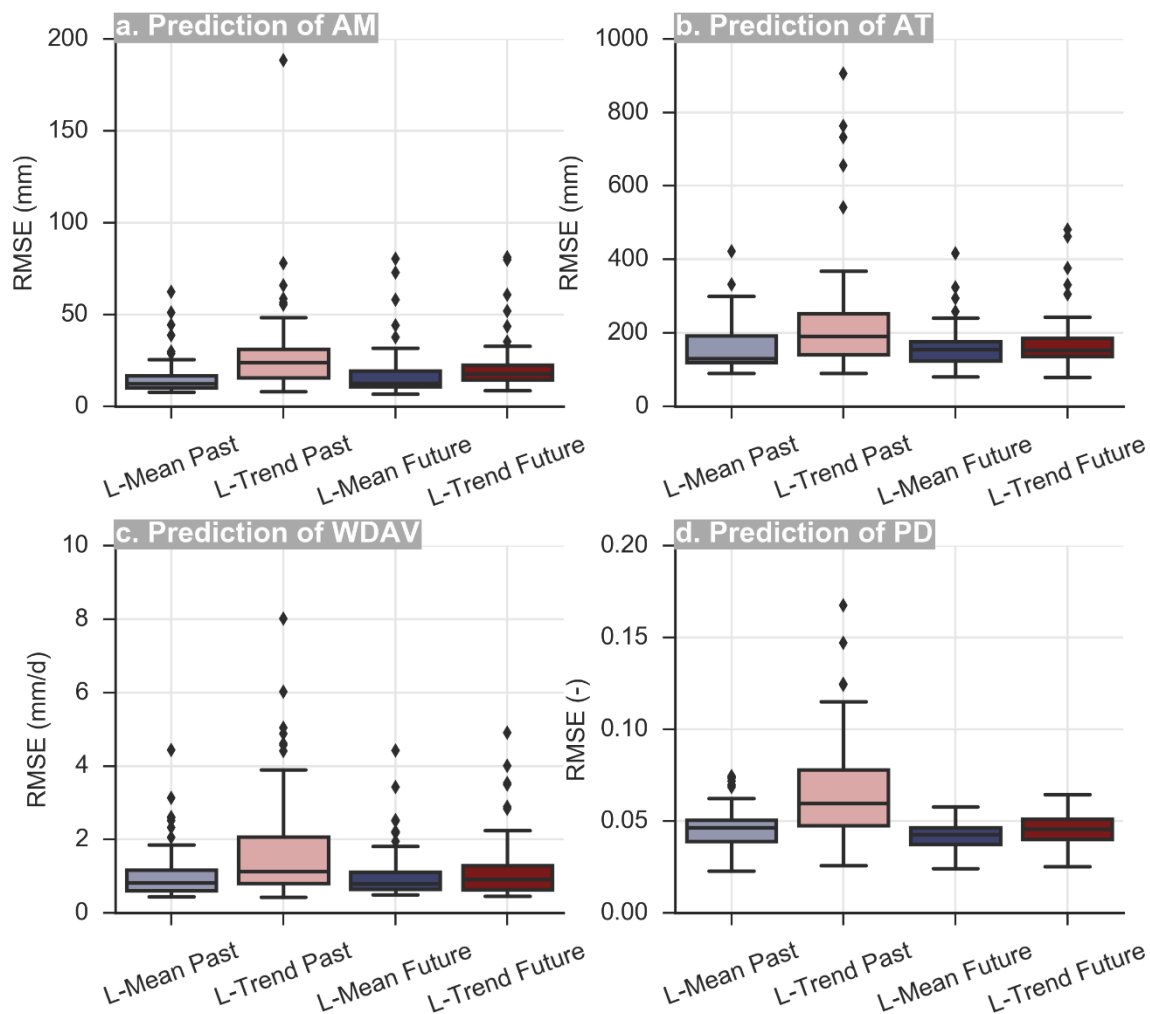 a. Prediction of AM
200
150
100
50
0
RMSE (mm)
L-Mean Past
L-Trend Past
L-Mean Future
L-Trend Future
b. Prediction of AT
1000
800
600
400
200
0
RMSE (mm)
L-Mean Past
L-Trend Past
L-Mean Future
L-Trend Future
c. Prediction of WDAV
10
8
6
4
2
0
RMSE (mm/d)
L-Mean Past
L-Trend Past
L-Mean Future
L-Trend Future
d. Prediction of PD
0.20
0.15
0.10
0.05
0.00
RMSE (-)
L-Mean Past
L-Trend Past
L-Mean Future
L-Trend Future